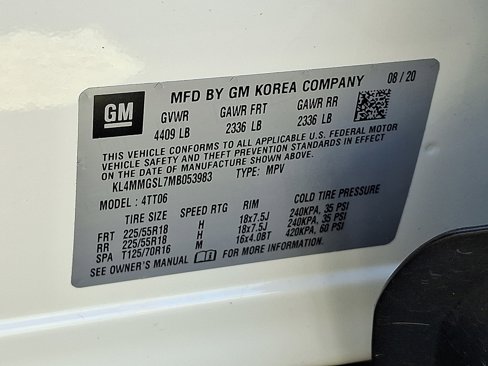 GM
MFD BY GM KOREA COMPANY 08 / 20
GVWR GAWR FRT GAWR RR
4409 LB 2336 LB 2336 LB
THIS VEHICLE CONFORMS TO ALL APPLICABLE U.S. FEDERAL MOTOR
VEHICLE SAFETY AND THEFT PREVENTION STANDARDS IN EFFECT
ON THE DATE OF MANUFACTURE SHOWN ABOVE.
KL4MMGSL7MB053983 TYPE: MPV
MODEL : 4TT06
TIRE SIZE SPEED RTG RIM COLD TIRE PRESSURE
FRT 225/55R18 H 18x7.5J 240KPA, 35 PSI
RR 225/55R18 H 18x7.5J 240KPA, 35 PSI
SPA T125/70R16 M 16x4.0BT 420KPA, 60 PSI
SEE OWNER'S MANUAL FOR MORE INFORMATION.